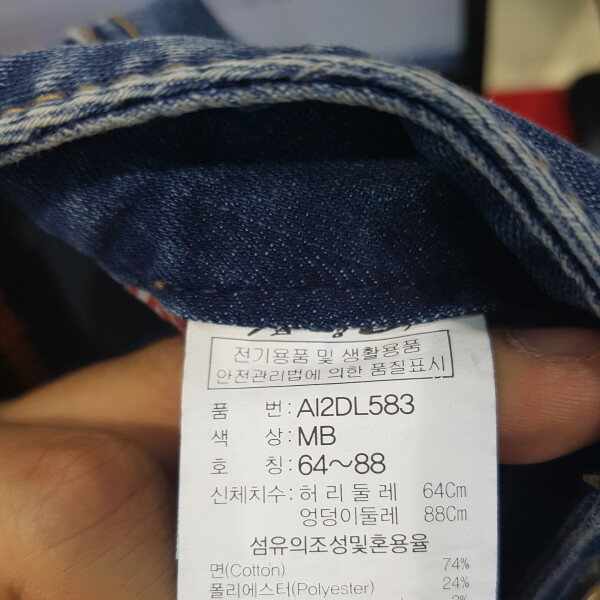 전기용품 및 생활용품
안전관리법에 의한 품질표시
품 번: AI2DL583
색 상: MB
호 칭: 64~88
신체치수: 허 리 둘 레 64Cm
엉덩이둘레 88Cm
섬유의조성및혼용율
면(Cotton) 74%
폴리에스터(Polyester) 24%